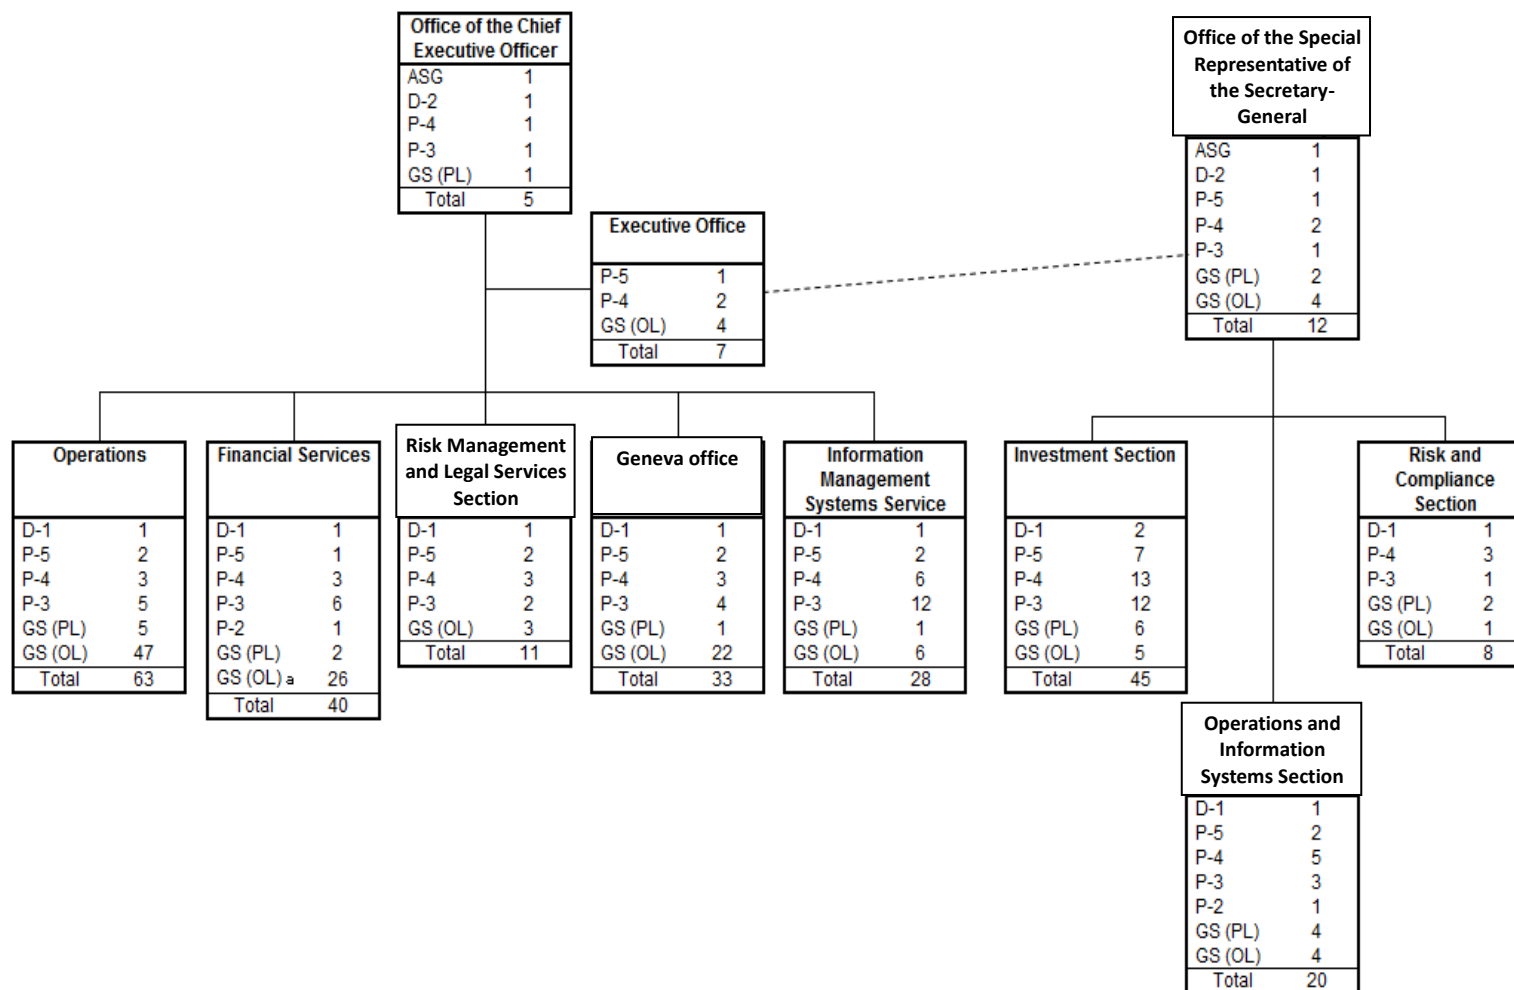 Office of the Chief
Executive Officer
ASG 1
D-2 1
P-4 1
P-3 1
GS (PL) 1
Total 5
Office of the Special
Representative of
the Secretary-
General
ASG 1
D-2 1
P-5 1
P-4 2
P-3 1
GS (PL) 2
GS (OL) 4
Total 12
Executive Office
P-5 1
P-4 2
GS (OL) 4
Total 7
Operations
D-1 1
P-5 2
P-4 3
P-3 5
GS (PL) 5
GS (OL) 47
Total 63
Financial Services
D-1 1
P-5 1
P-4 3
P-3 6
P-2 1
GS (PL) 2
GS (OL) a 26
Total 40
Risk Management
and Legal Services
Section
D-1 1
P-5 2
P-4 3
P-3 2
GS (OL) 3
Total 11
Geneva office
D-1 1
P-5 2
P-4 3
P-3 4
GS (PL) 1
GS (OL) 22
Total 33
Information
Management
Systems Service
D-1 1
P-5 2
P-4 6
P-3 12
GS (PL) 1
GS (OL) 6
Total 28
Investment Section
D-1 2
P-5 7
P-4 13
P-3 12
GS (PL) 6
GS (OL) 5
Total 45
Risk and
Compliance
Section
D-1 1
P-4 3
P-3 1
GS (PL) 2
GS (OL) 1
Total 8
Operations and
Information
Systems Section
D-1 1
P-5 2
P-4 5
P-3 3
P-2 1
GS (PL) 4
GS (OL) 4
Total 20